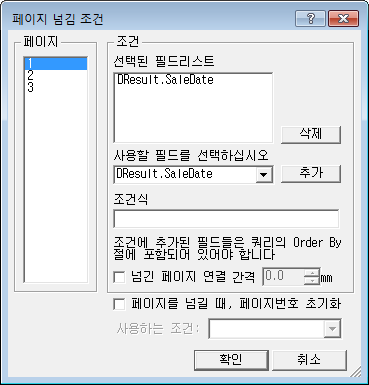 페이지 넘김 조건
페이지
1
2
3
조건
선택된 필드리스트
DResult.SaleDate
삭제
사용할 필드를 선택하십시오
DResult.SaleDate
추가
조건식
조건에 추가된 필드들은 쿼리의 Order By
절에 포함되어 있어야 합니다
넘긴 페이지 연결 간격 0.0 mm
페이지를 넘길 때, 페이지번호 초기화
사용하는 조건:
확인
취소